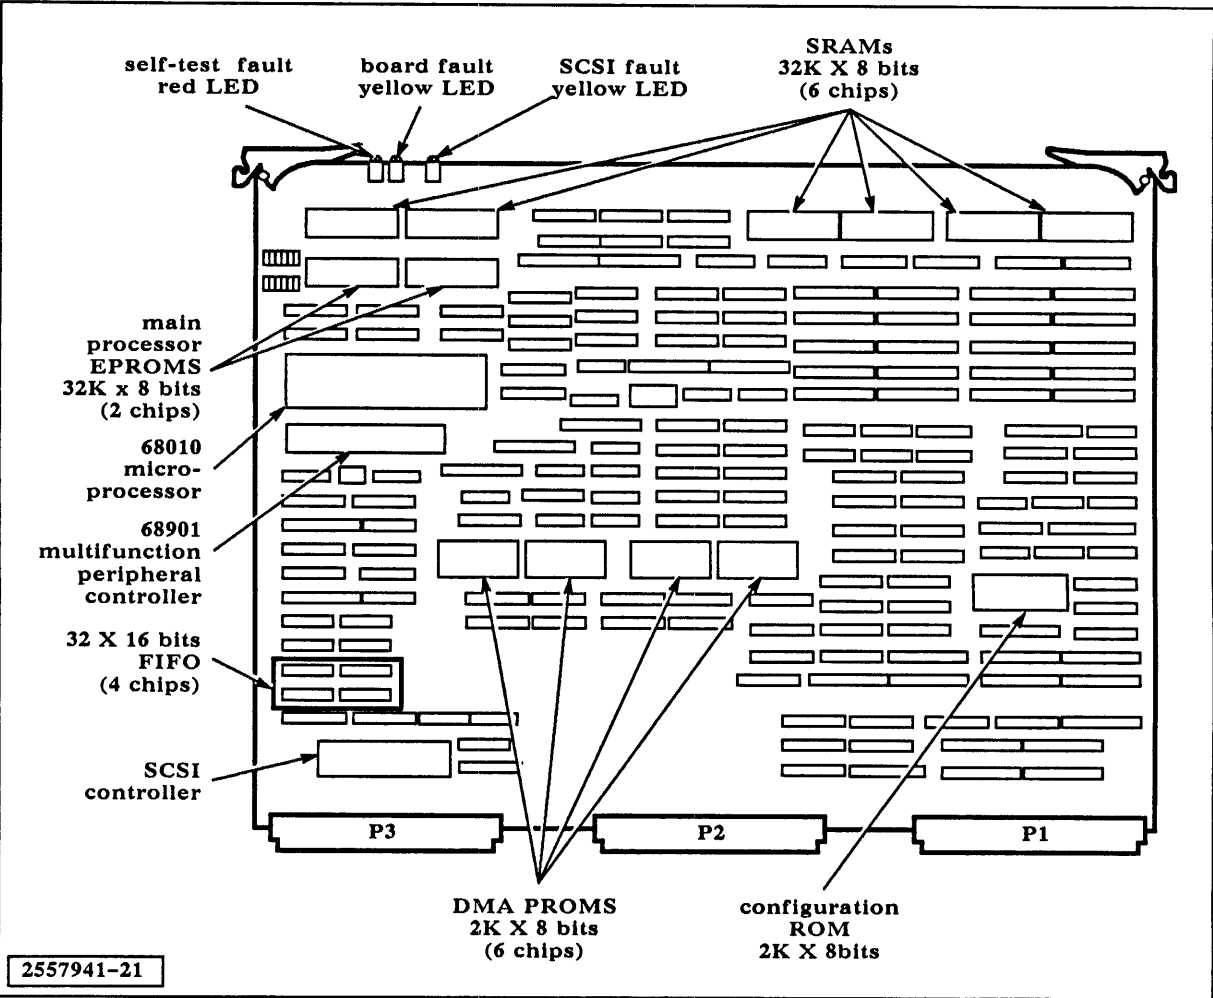 self-test fault
red LED
board fault
yellow LED
SCSI fault
yellow LED
SRAMs
32K X 8 bits
(6 chips)
main
processor
EPROMS
32K x 8 bits
(2 chips)
68010
micro-
processor
68901
multifunction
peripheral
controller
32 X 16 bits
FIFO
(4 chips)
SCSI
controller
P3
P2
P1
DMA PROMS
2K X 8 bits
(6 chips)
configuration
ROM
2K X 8bits
2557941-21